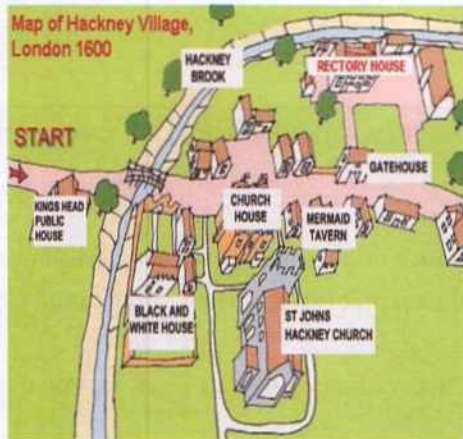 Map of Hackney Village,
London 1600
HACKNEY
BROOK
RECTORY HOUSE
START
GATEHOUSE
KINGS HEAD
PUBLIC
HOUSE
CHURCH
HOUSE
MERMAID
TAVERN
BLACK AND
WHITE HOUSE
ST JOHNS
HACKNEY CHURCH